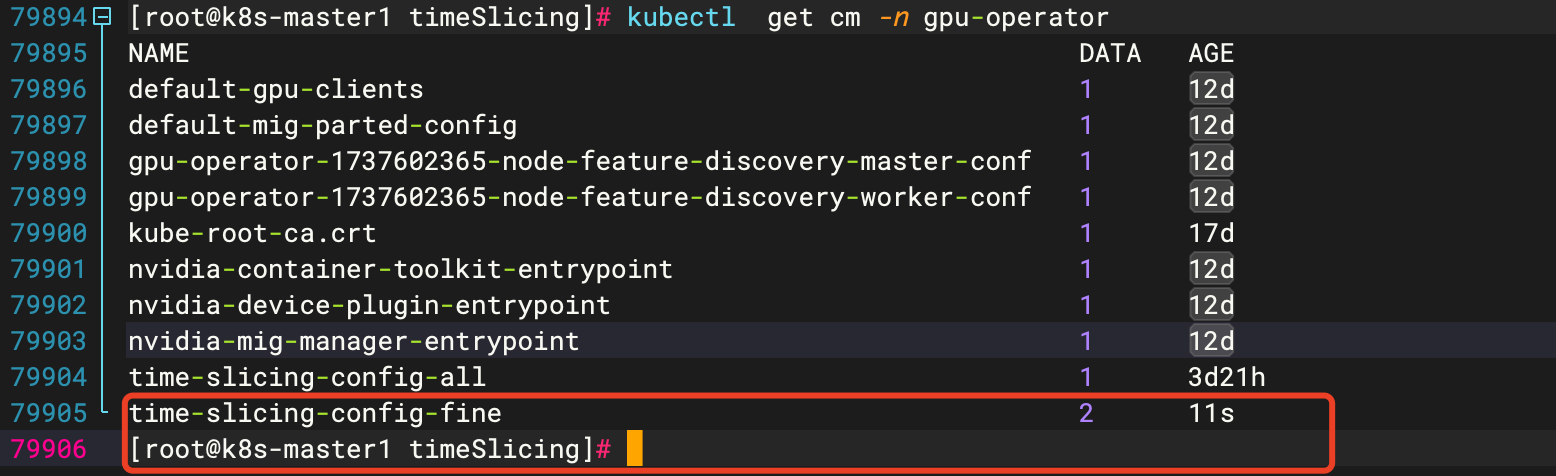 79894 [root@k8s-master1 timeSlicing]# kubectl  get cm -n gpu-operator
79895 NAME DATA AGE
79896 default-gpu-clients 1 12d
79897 default-mig-parted-config 1 12d
79898 gpu-operator-1737602365-node-feature-discovery-master-conf 1 12d
79899 gpu-operator-1737602365-node-feature-discovery-worker-conf 1 12d
79900 kube-root-ca.crt 1 17d
79901 nvidia-container-toolkit-entrypoint 1 12d
79902 nvidia-device-plugin-entrypoint 1 12d
79903 nvidia-mig-manager-entrypoint 1 12d
79904 time-slicing-config-all 1 3d21h
79905 time-slicing-config-fine 2 11s
79906 [root@k8s-master1 timeSlicing]#